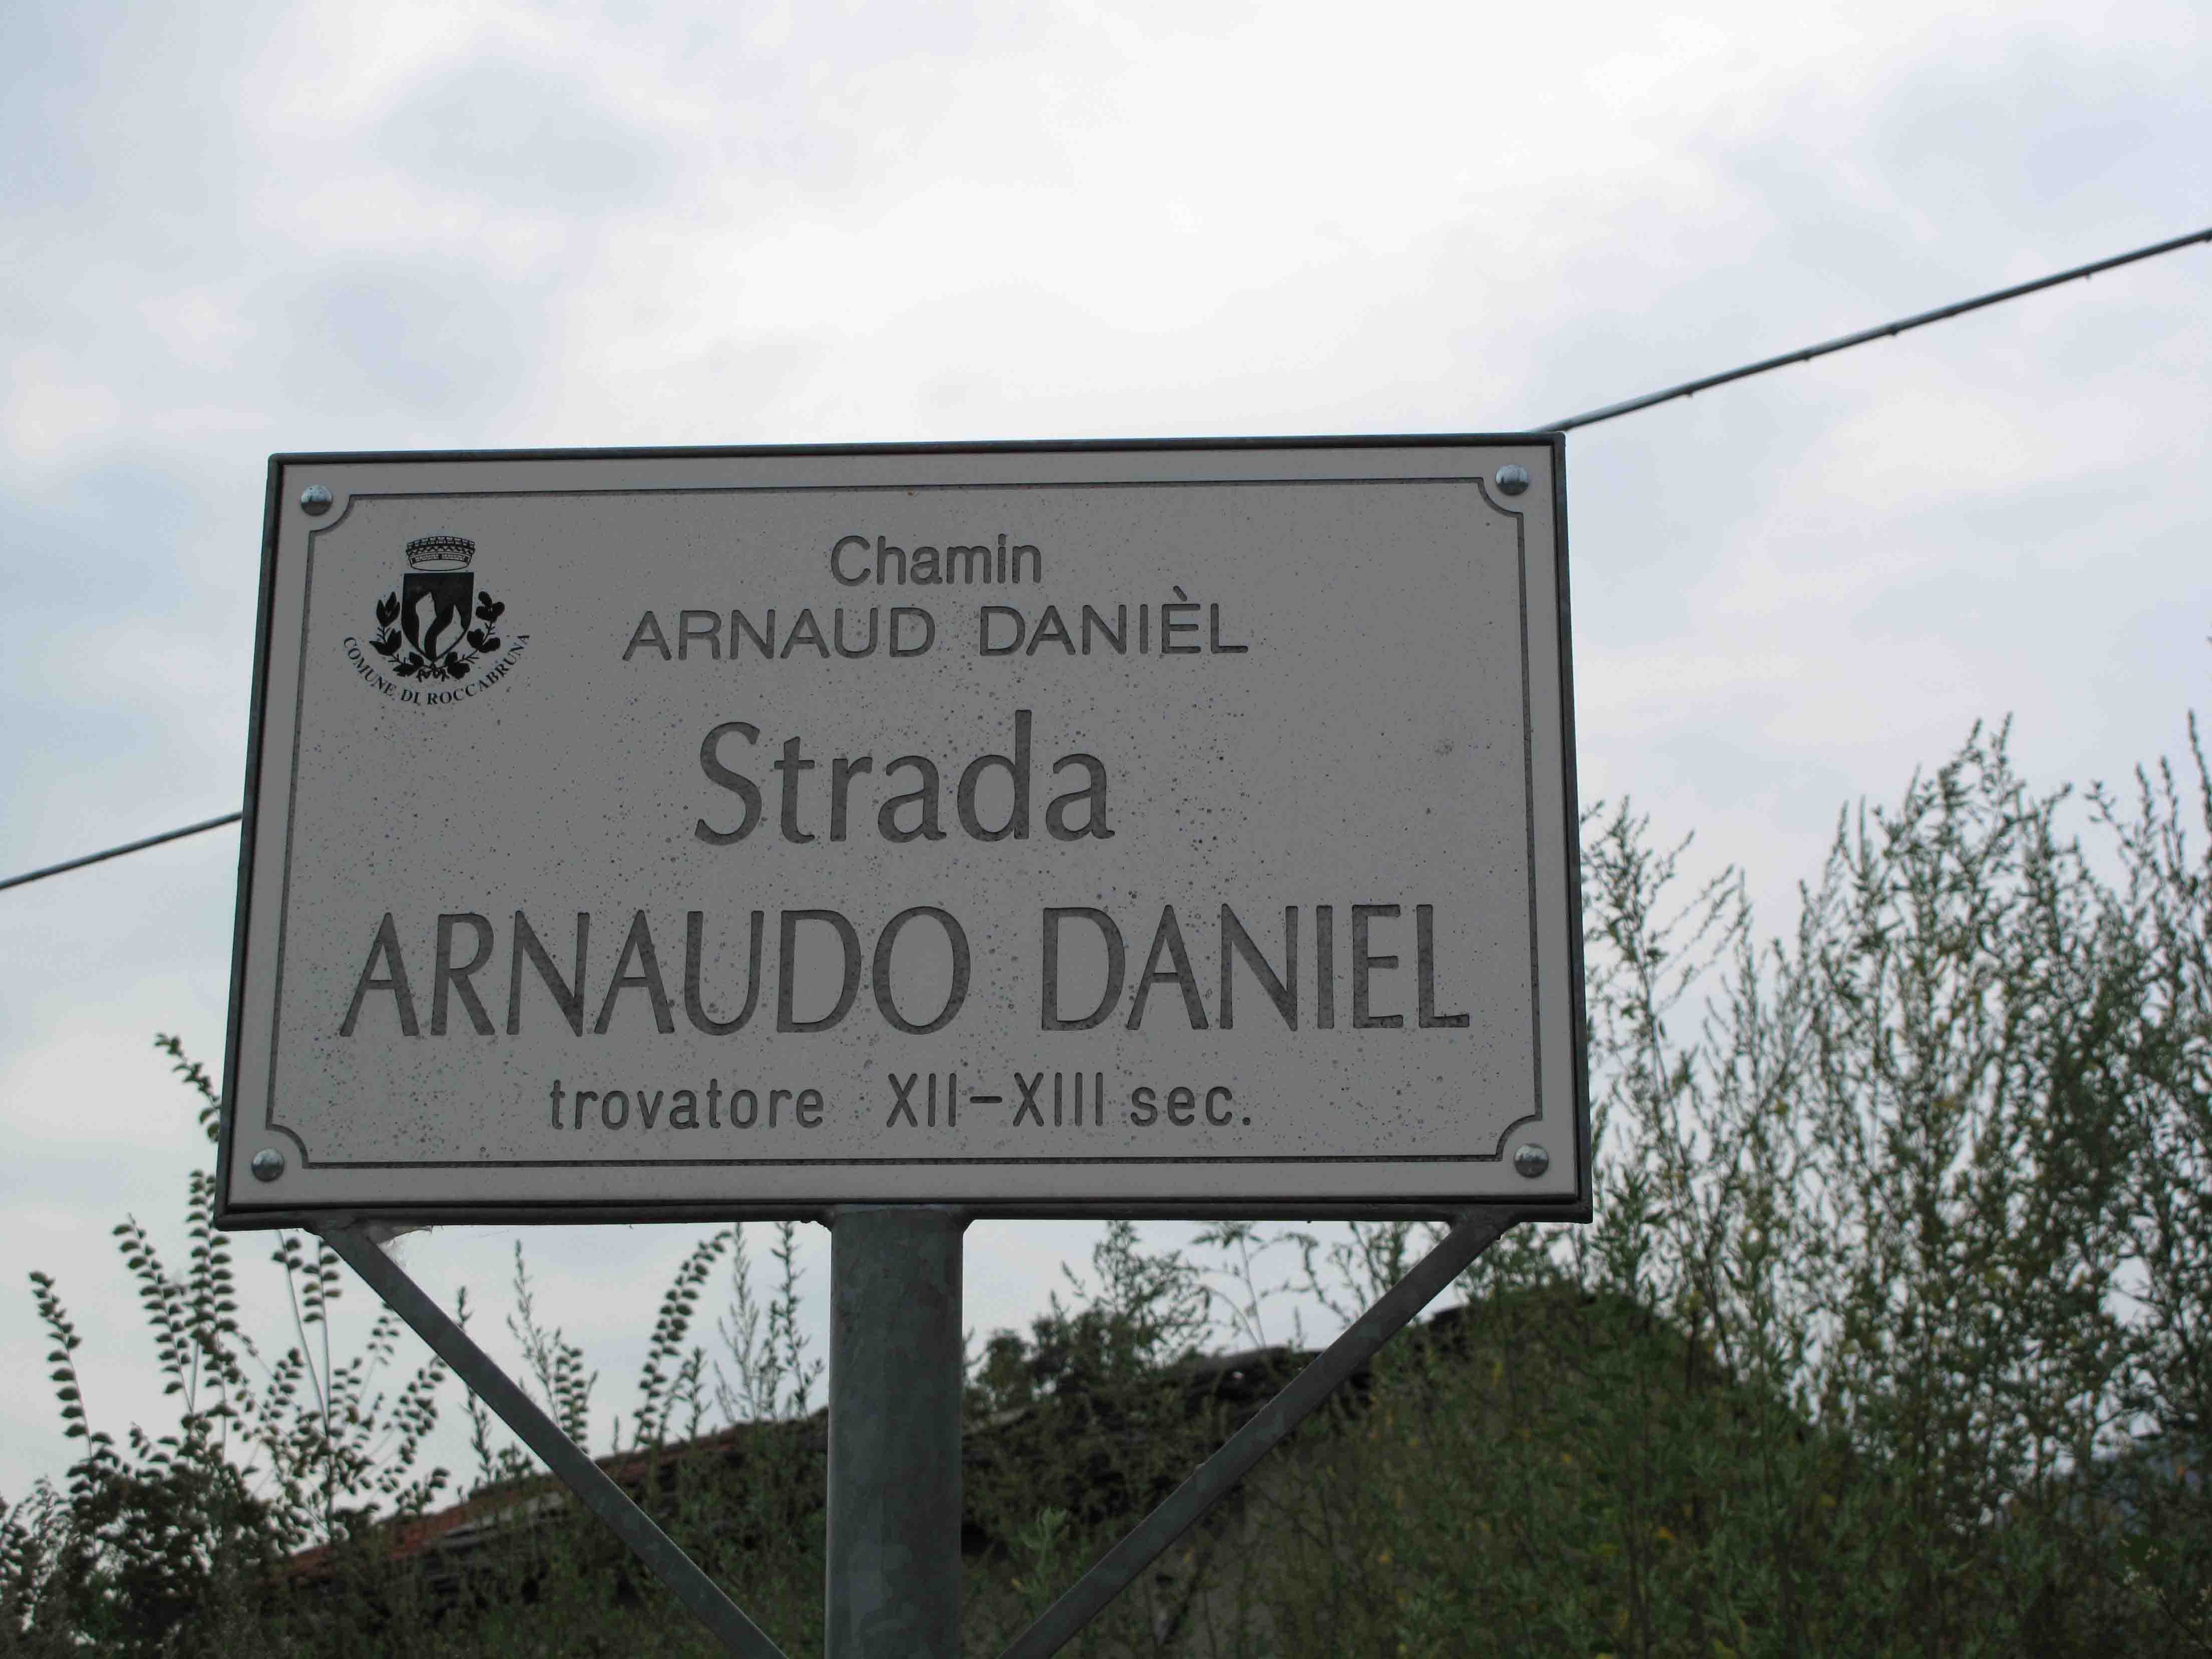 COMUNE DI ROCCABRUNA
Chamin
ARNAUD DANIÈL
Strada
ARNAUDO DANIEL
trovatore XII-XIII sec.